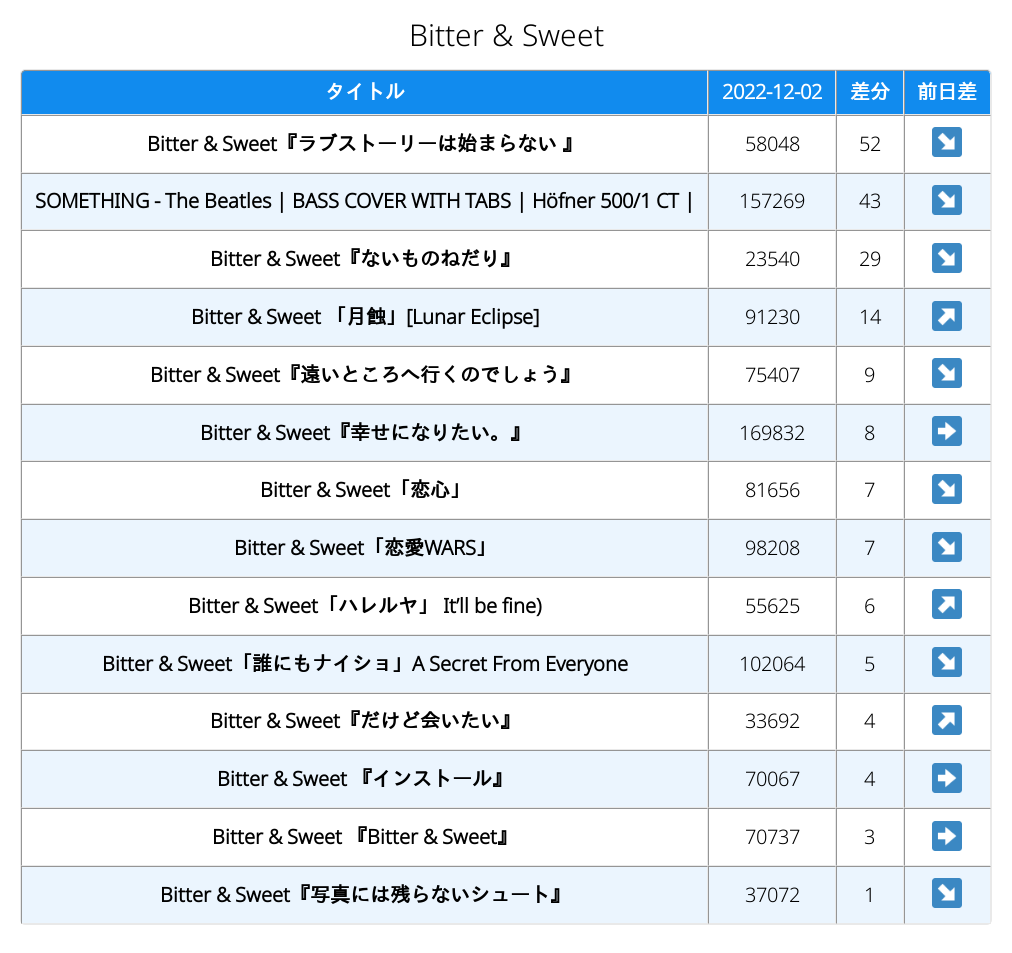 Bitter & Sweet
タイトル 2022-12-02 差分 前日差
Bitter & Sweet『ラブストーリーは始まらない 』 58048 52
SOMETHING - The Beatles | BASS COVER WITH TABS | Höfner 500/1 CT | 157269 43
Bitter & Sweet『ないものねだり』 23540 29
Bitter & Sweet 「月蝕」[Lunar Eclipse] 91230 14
Bitter & Sweet『遠いところへ行くのでしょう』 75407 9
Bitter & Sweet『幸せになりたい。』 169832 8
Bitter & Sweet「恋心」 81656 7
Bitter & Sweet「恋愛WARS」 98208 7
Bitter & Sweet「ハレルヤ」 It’ll be fine) 55625 6
Bitter & Sweet「誰にもナイショ」A Secret From Everyone 102064 5
Bitter & Sweet『だけど会いたい』 33692 4
Bitter & Sweet 『インストール』 70067 4
Bitter & Sweet 『Bitter & Sweet』 70737 3
Bitter & Sweet『写真には残らないシュート』 37072 1